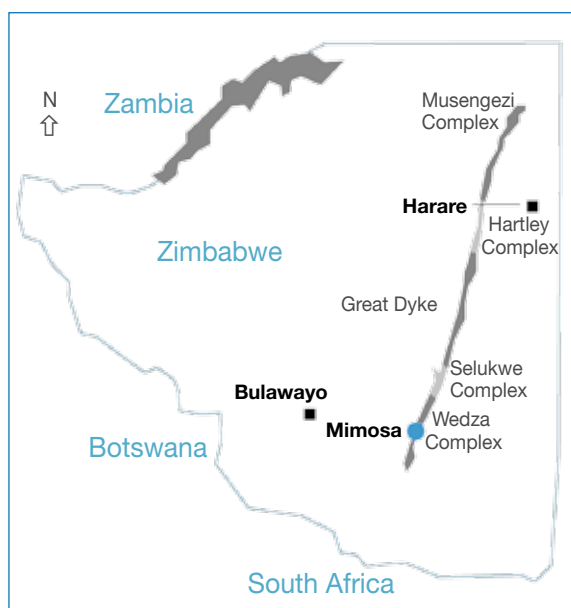 N
Zambia
Musengezi
Complex
Harare
Hartley
Complex
Zimbabwe
Great Dyke
Selukwe
Complex
Bulawayo
Mimosa
Wedza
Complex
Botswana
South Africa